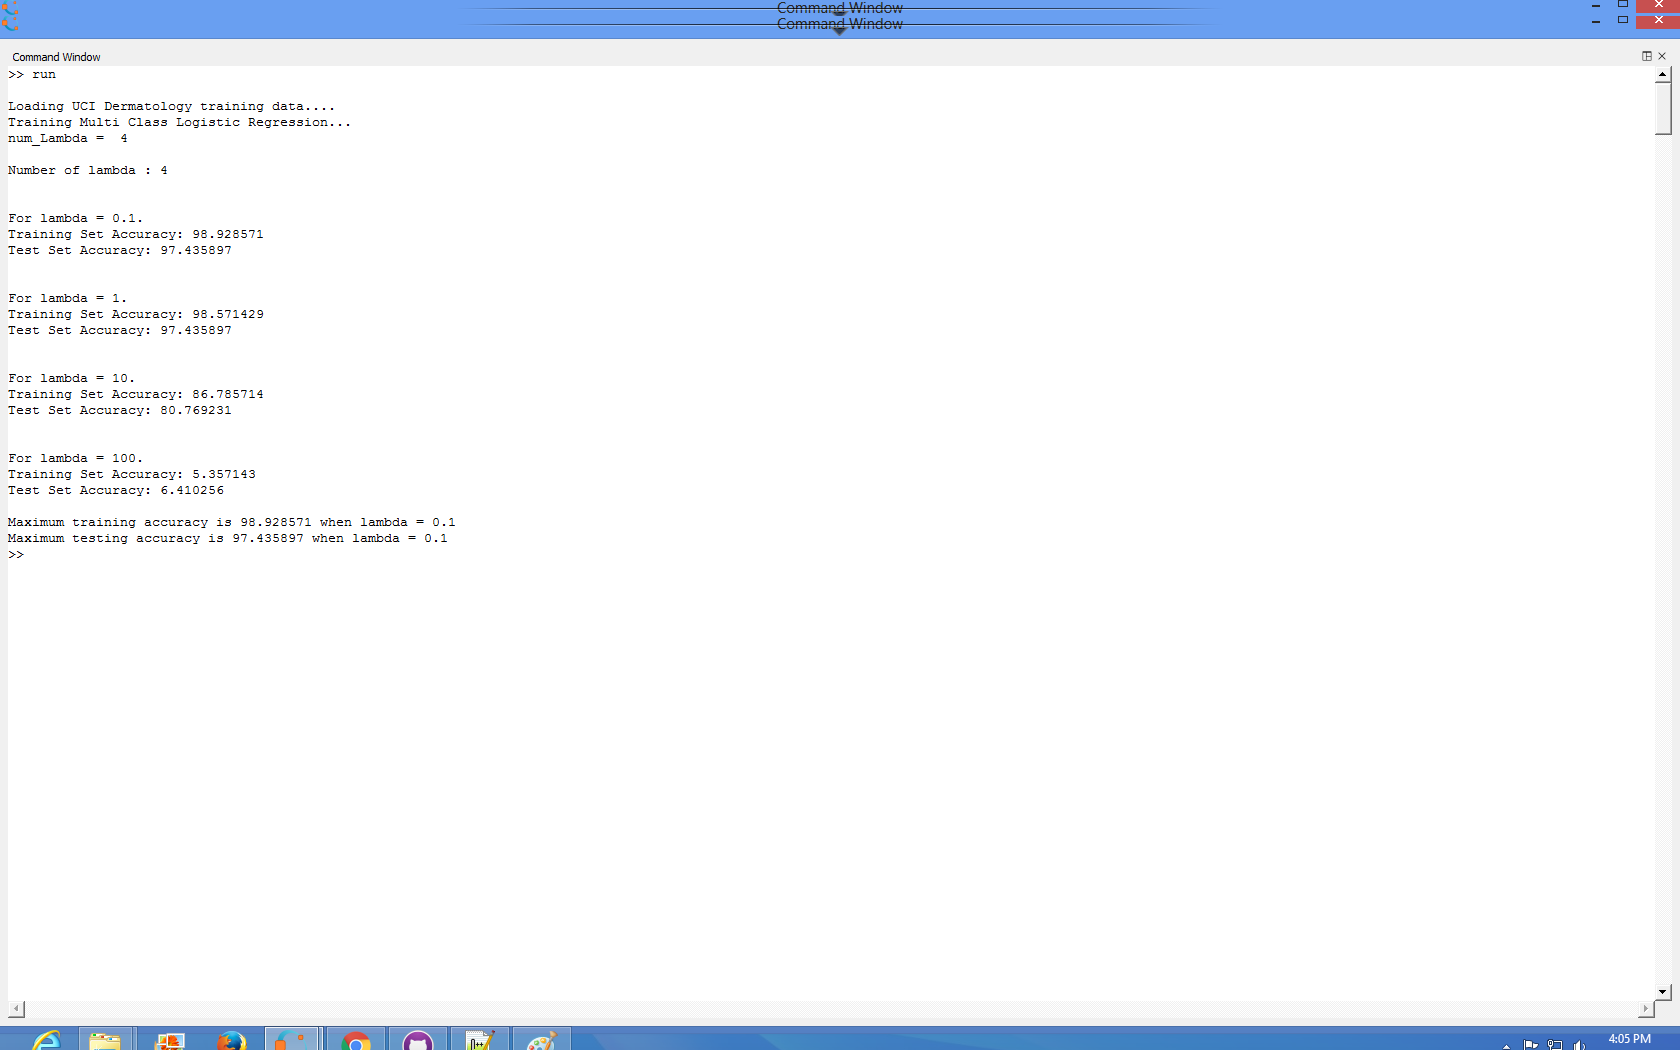 Command Window
Command Window
Command Window
>> run
Loading UCI Dermatology training data....
Training Multi Class Logistic Regression...
num_Lambda =  4
Number of lambda : 4
For lambda = 0.1.
Training Set Accuracy: 98.928571
Test Set Accuracy: 97.435897
For lambda = 1.
Training Set Accuracy: 98.571429
Test Set Accuracy: 97.435897
For lambda = 10.
Training Set Accuracy: 86.785714
Test Set Accuracy: 80.769231
For lambda = 100.
Training Set Accuracy: 5.357143
Test Set Accuracy: 6.410256
Maximum training accuracy is 98.928571 when lambda = 0.1
Maximum testing accuracy is 97.435897 when lambda = 0.1
>>
4:05 PM